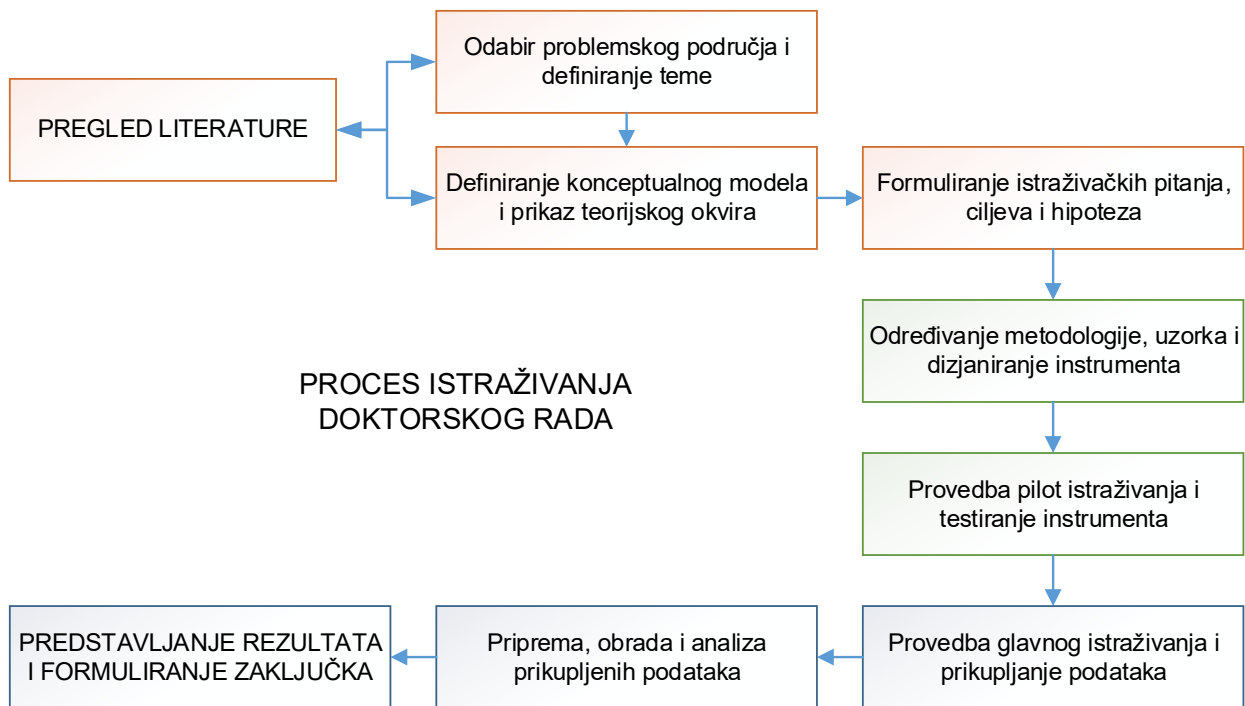 Odabir problemskog područja i
definiranje teme
PREGLED LITERATURE
Definiranje konceptualnog modela
i prikaz teorijskog okvira
Formuliranje istraživačkih pitanja,
ciljeva i hipoteza
Određivanje metodologije, uzorka i
dizjaniranje instrumenta
PROCES ISTRAŽIVANJA
DOKTORSKOG RADA
Provedba pilot istraživanja i
testiranje instrumenta
Provedba glavnog istraživanja i
prikupljanje podataka
Priprema, obrada i analiza
prikupljenih podataka
PREDSTAVLJANJE REZULTATA
I FORMULIRANJE ZAKLJUČKA